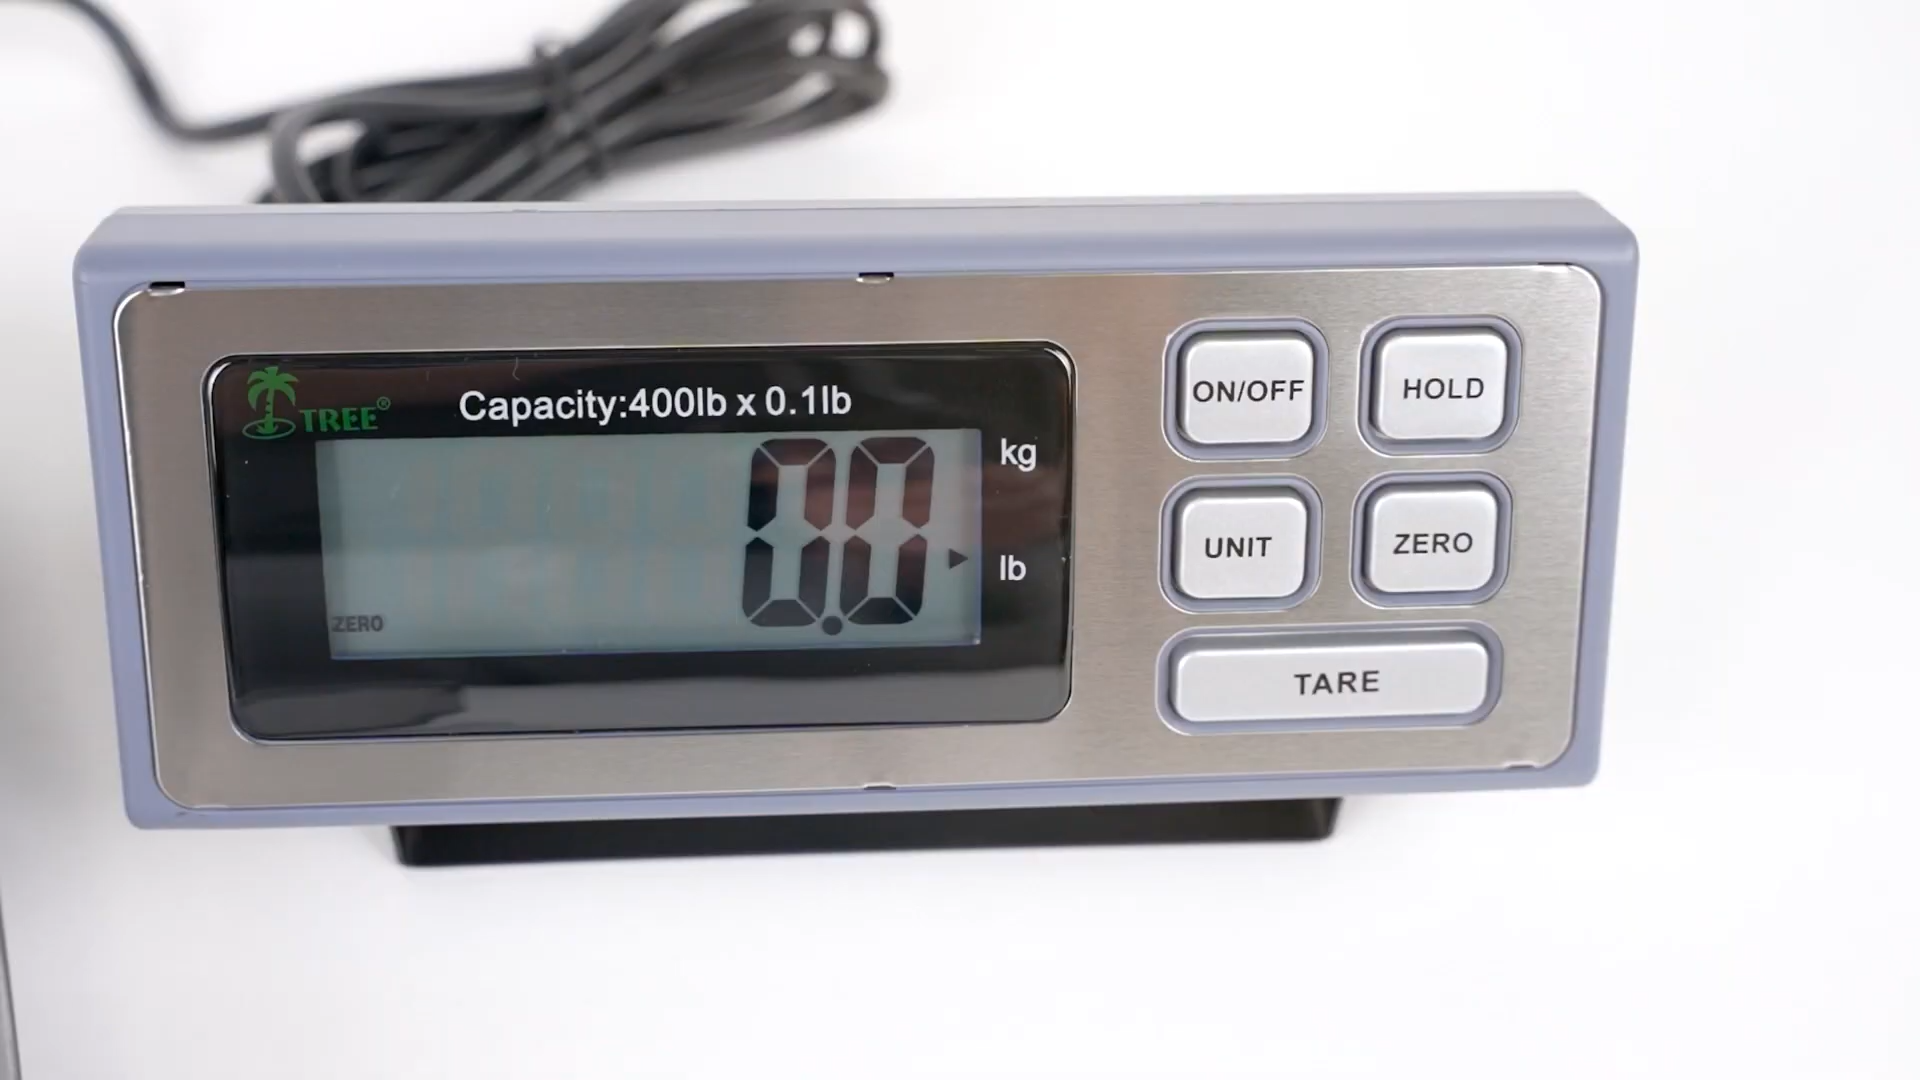 TREE®
Capacity:400lb x 0.1lb
0.0
kg
lb
ZERO
ON/OFF
HOLD
UNIT
ZERO
TARE